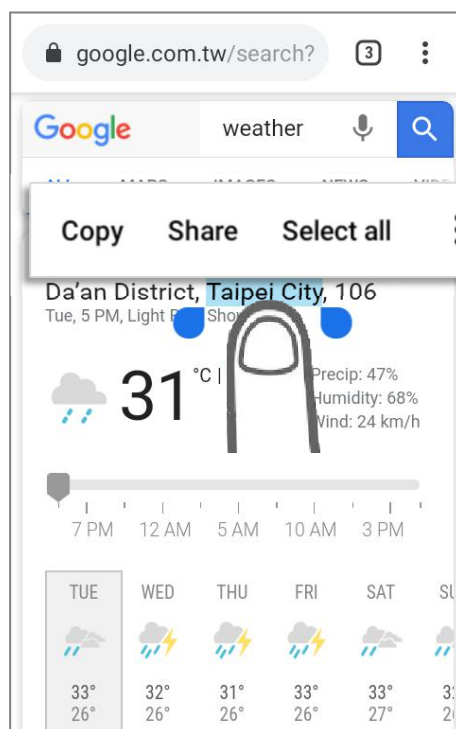 google.com.tw/search? 3
Google weather
Copy Share Select all
Da'an District, Taipei City, 106
Tue, 5 PM, Light
Precip: 47%
°C |
31
Humidity: 68%
Wind: 24 km/h
7 PM 12 AM 5 AM 10 AM 3 PM
TUE WED THU FRI SAT
33° 32° 31° 33° 33°
26° 26° 26° 26° 27°